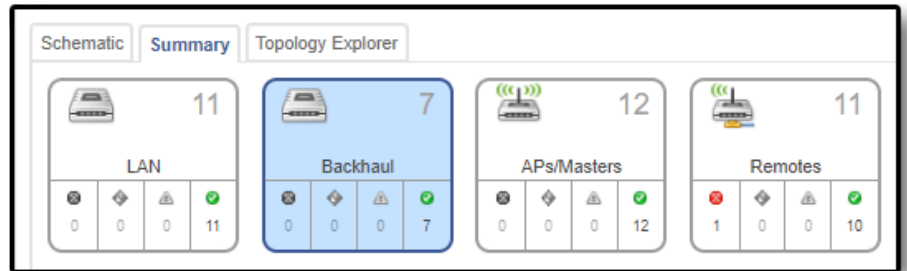 Schematic Summary Topology Explorer
11 7 12 11
LAN Backhaul APs/Masters Remotes
0 0 0 11 0 0 0 7 0 0 0 12 1 0 0 10